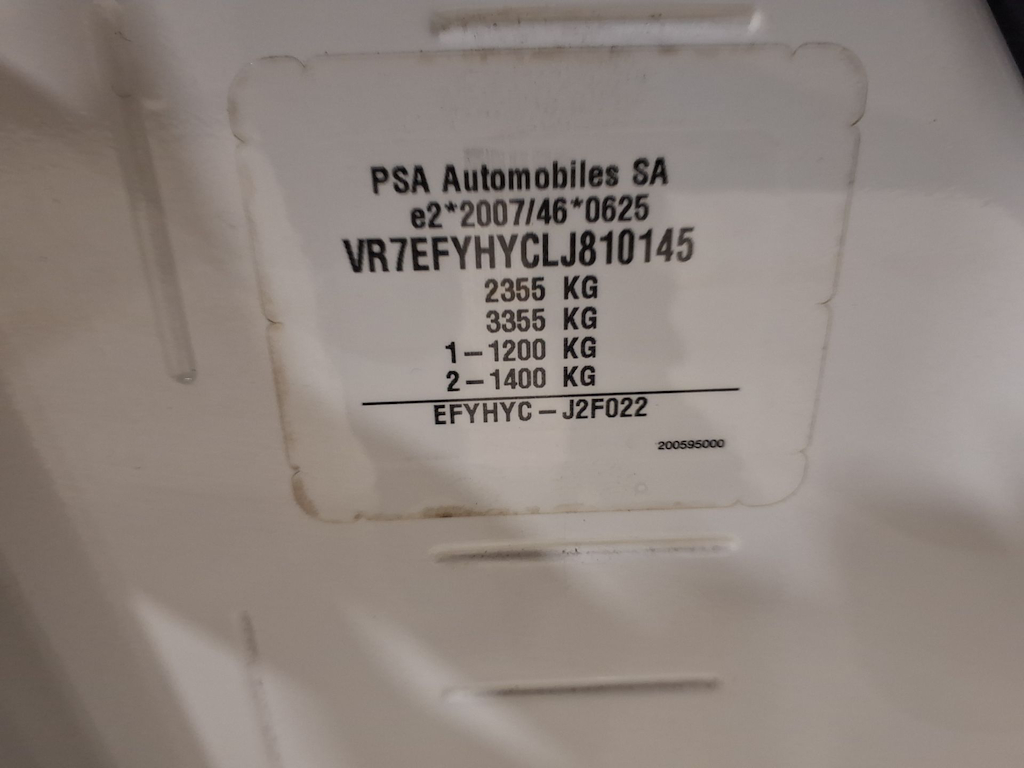 PSA Automobiles SA
e2*2007/46*0625
VR7EFYHYCLJ810145
2355 KG
3355 KG
1-1200 KG
2-1400 KG
EFYHYC-J2F022
200595000